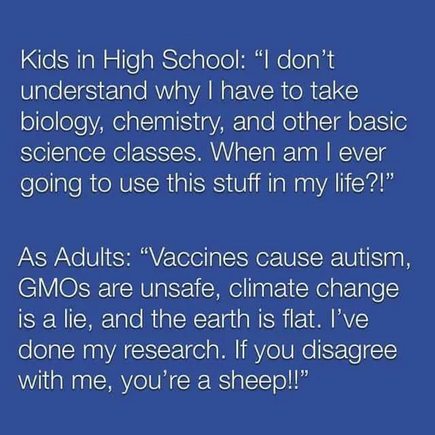 Kids in High School: “I don’t
understand why I have to take
biology, chemistry, and other basic
science classes. When am I ever
going to use this stuff in my life?!”
As Adults: “Vaccines cause autism,
GMOs are unsafe, climate change
is a lie, and the earth is flat. I’ve
done my research. If you disagree
with me, you’re a sheep!!”